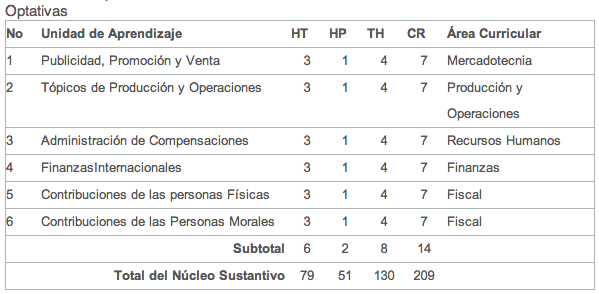 Optativas
No Unidad de Aprendizaje HT HP TH CR Área Curricular
1 Publicidad, Promoción y Venta 3 1 4 7 Mercadotecnia
2 Tópicos de Producción y Operaciones 3 1 4 7 Producción y
Operaciones
3 Administración de Compensaciones 3 1 4 7 Recursos Humanos
4 FinanzasInternacionales 3 1 4 7 Finanzas
5 Contribuciones de las personas Físicas 3 1 4 7 Fiscal
6 Contribuciones de las Personas Morales 3 1 4 7 Fiscal
Subtotal 6 2 8 14
Total del Núcleo Sustantivo 79 51 130 209